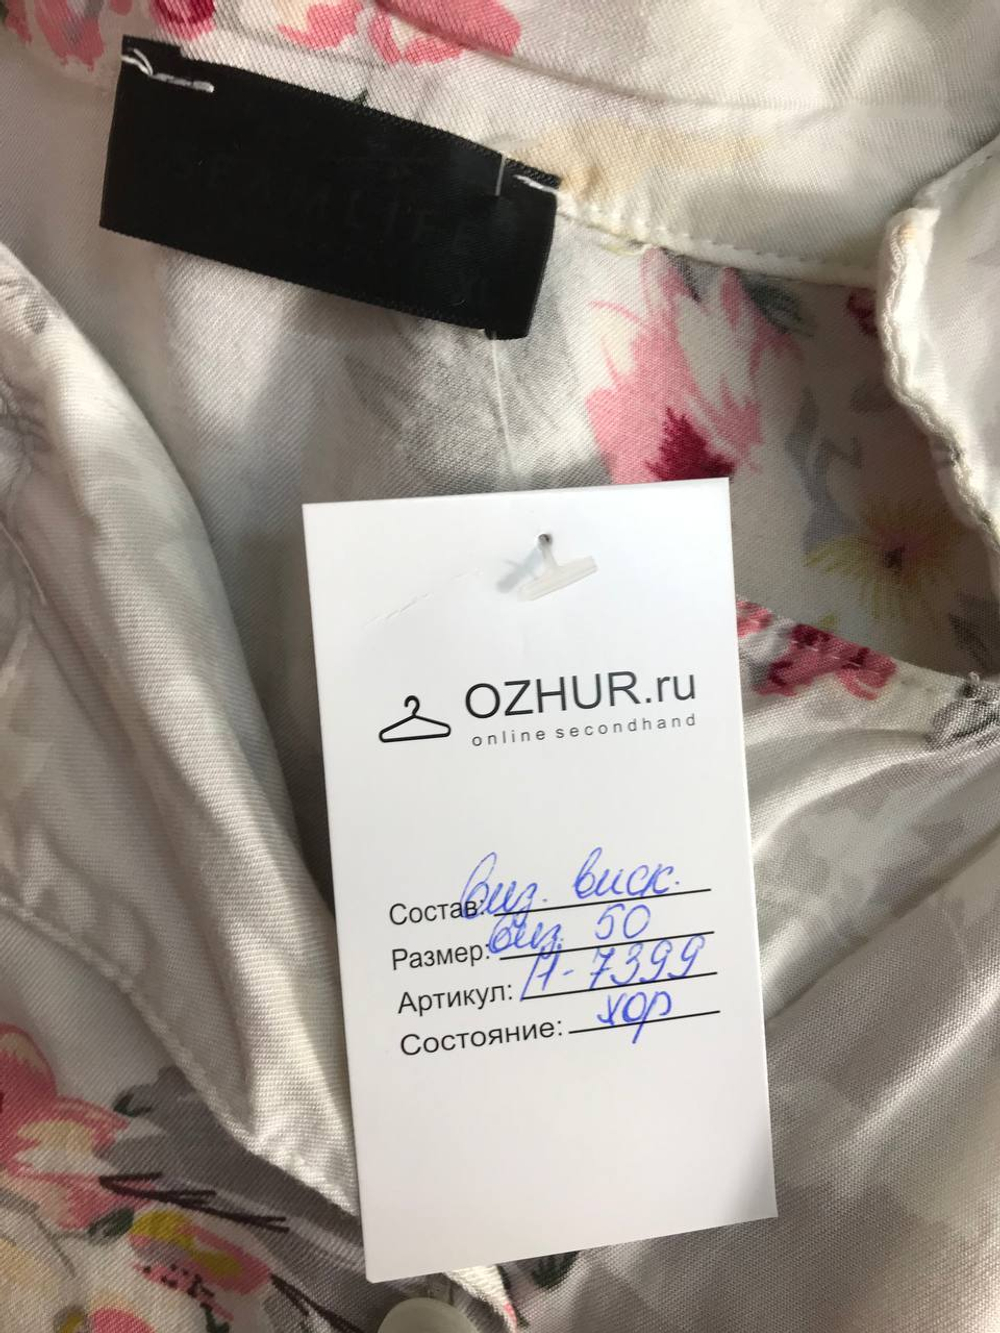 OZHUR.ru
online secondhand
Состав: виз. виск.
Размер: виз. 50
Артикул: П-7399
Состояние: хор